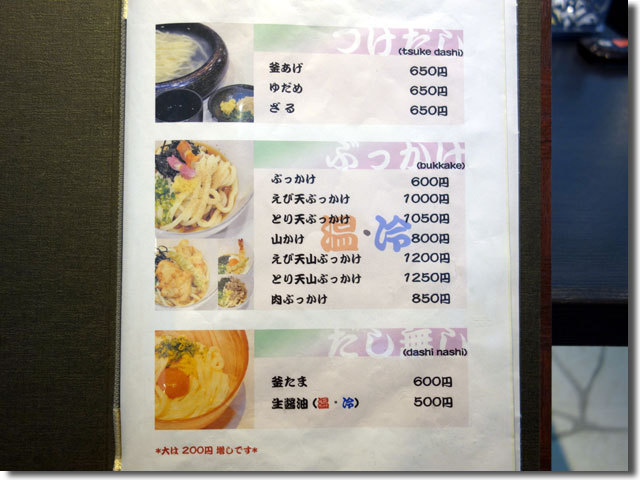 つけだし
(tsuke dashi)
釜あげ 650円
ゆだめ 650円
ざる 650円
ぶっかけ
(bukkake)
ぶっかけ 600円
えび天ぶっかけ 1000円
とり天ぶっかけ 1050円
温・冷
山かけ 800円
えび天山ぶっかけ 1200円
とり天山ぶっかけ 1250円
肉ぶっかけ 850円
だし無し
(dashi nashi)
釜たま 600円
生醤油(温・冷) 500円
*大は 200円 増しです*